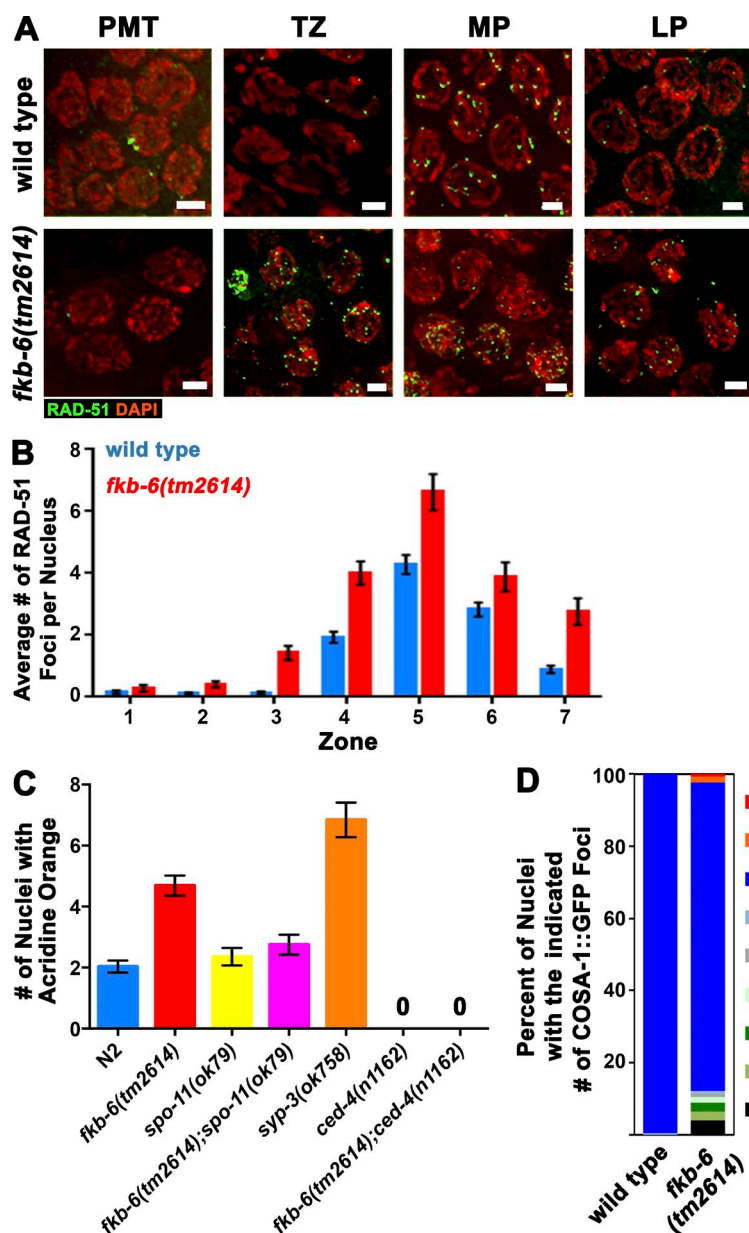 A
PMT TZ MP LP
wild type
fkb-6(tm2614)
RAD-51 DAPI
B
wild type
fkb-6(tm2614)
Average # of RAD-51
Foci per Nucleus
8
6
4
2
0
1 2 3 4 5 6 7
Zone
C
# of Nuclei with
Acridine Orange
8
6
4
2
0
0 0
N2
fkb-6(tm2614)
spo-11(ok79)
fkb-6(tm2614);spo-11(ok79)
syp-3(ok758)
ced-4(n1162)
fkb-6(tm2614);ced-4(n1162)
D
Percent of Nuclei
with the indicated
# of COSA-1::GFP Foci
100
80
60
40
20
wild type
fkb-6
(tm2614)